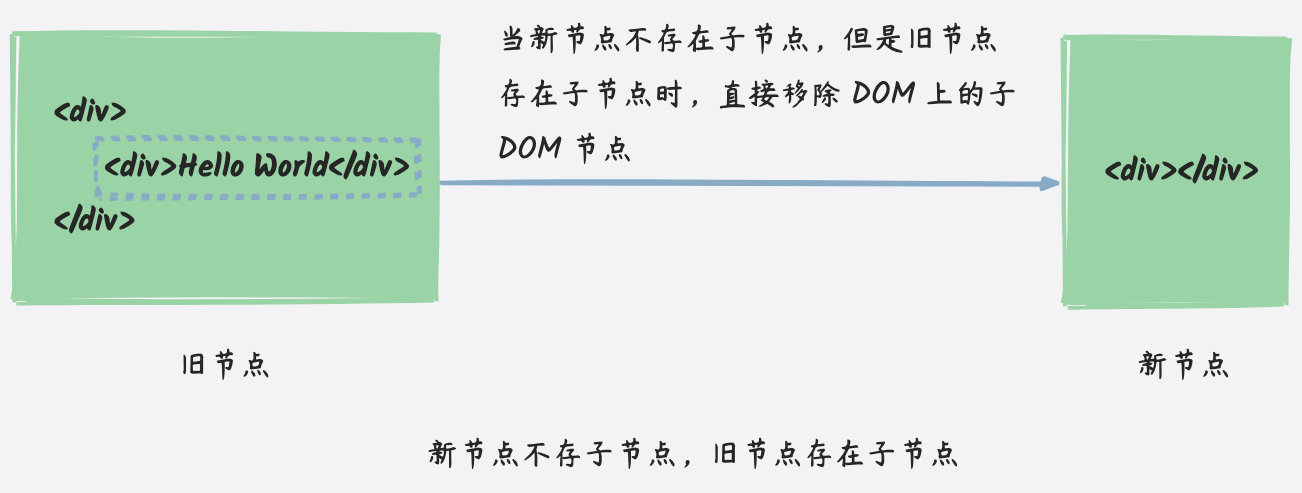 当新节点不存在子节点，但是旧节点
存在子节点时，直接移除 DOM 上的子
DOM 节点
<div>
<div>Hello World</div>
</div>
<div></div>
旧节点
新节点
新节点不存子节点，旧节点存在子节点